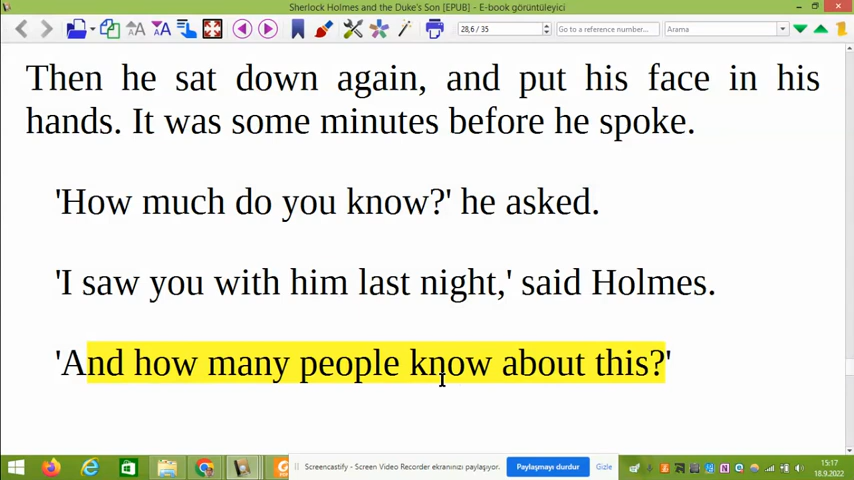 Sherlock Holmes and the Duke's Son [EPUB] - E-book görüntüleyici
28,6 / 35
Go to a reference number...
Arama
Then he sat down again, and put his face in his
hands. It was some minutes before he spoke.
'How much do you know?' he asked.
'I saw you with him last night,' said Holmes.
'And how many people know about this?'
Screencastify - Screen Video Recorder ekranınızı paylaşıyor.
Paylaşmayı durdur
Gizle
15:17
18.9.2022